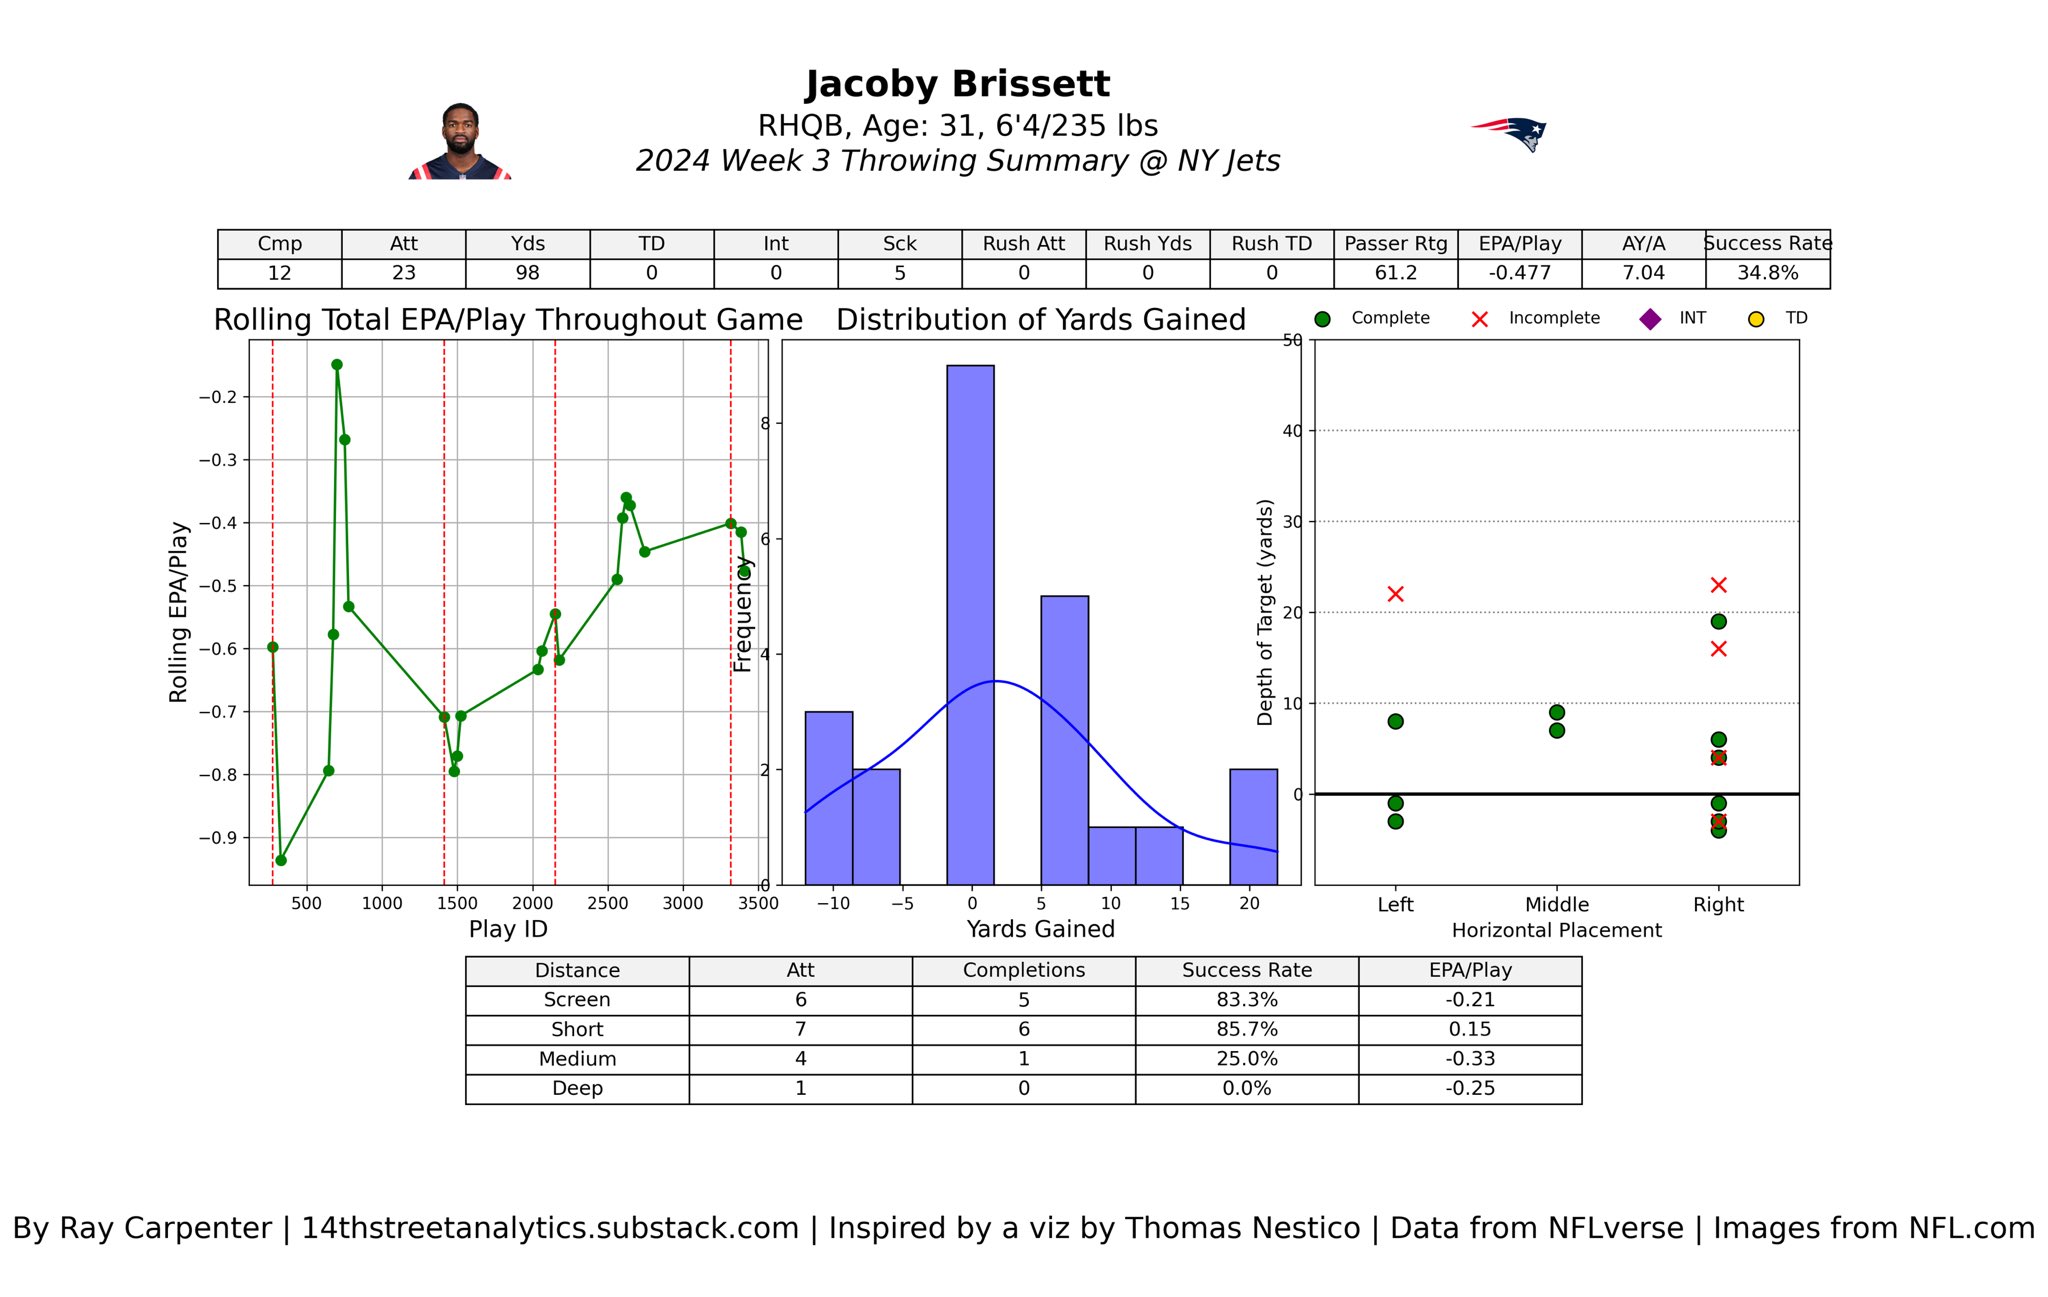 Jacoby Brissett
RHQB, Age: 31, 6'4/235 lbs
2024 Week 3 Throwing Summary @ NY Jets
Cmp Att Yds TD Int Sck Rush Att Rush Yds Rush TD Passer Rtg EPA/Play AY/A Success Rate
12 23 98 0 0 5 0 0 0 61.2 -0.477 7.04 34.8%
Rolling Total EPA/Play Throughout Game
Rolling EPA/Play
−0.2
−0.3
−0.4
−0.5
−0.6
−0.7
−0.8
−0.9
500 1000 1500 2000 2500 3000 3500
Play ID
Distribution of Yards Gained
Frequency
8
6
4
2
0
−10 −5 0 5 10 15 20
Yards Gained
Complete Incomplete INT TD
Depth of Target (yards)
50
40
30
20
10
0
Left Middle Right
Horizontal Placement
Distance Att Completions Success Rate EPA/Play
Screen 6 5 83.3% -0.21
Short 7 6 85.7% 0.15
Medium 4 1 25.0% -0.33
Deep 1 0 0.0% -0.25
By Ray Carpenter | 14thstreetanalytics.substack.com | Inspired by a viz by Thomas Nestico | Data from NFLverse | Images from NFL.com